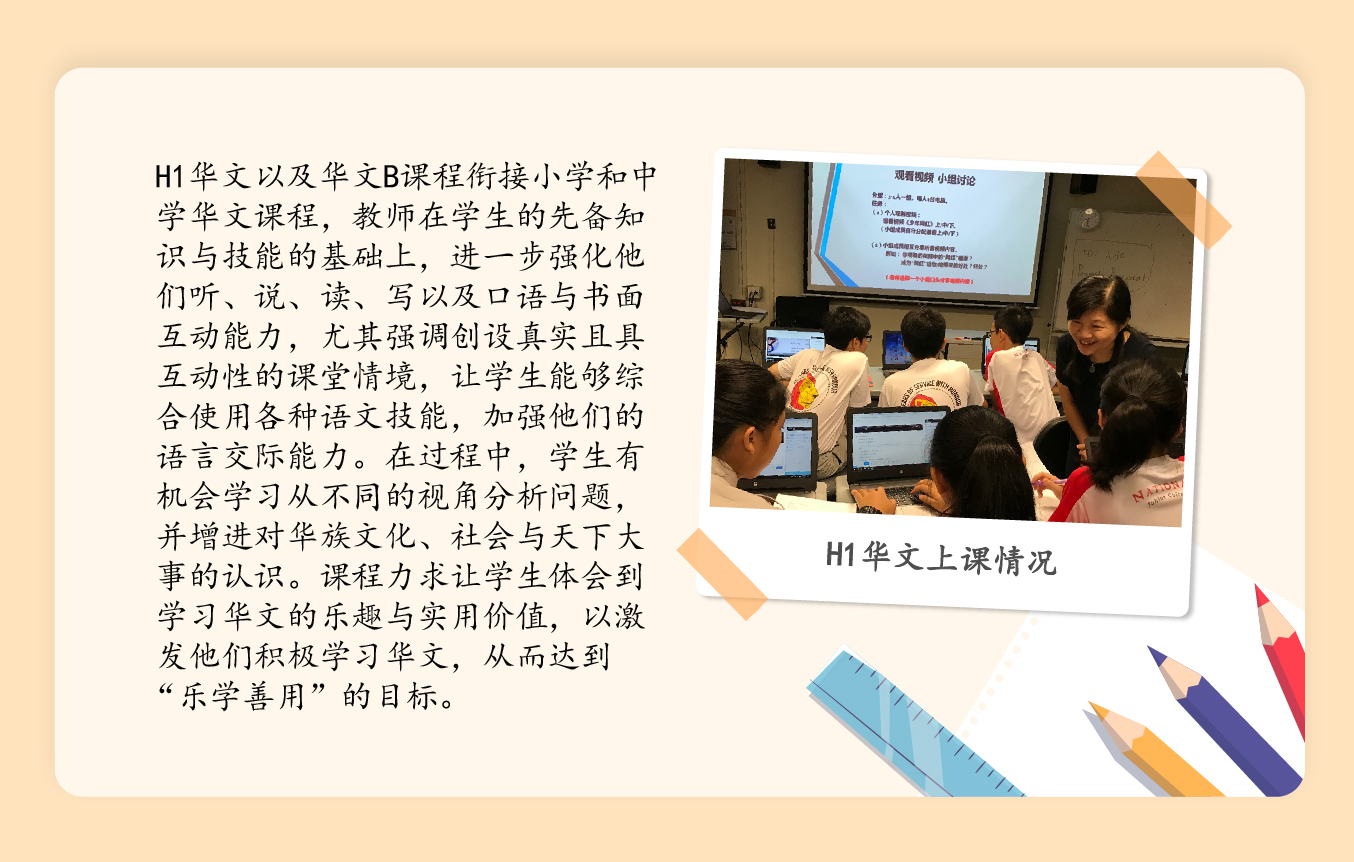 H1华文以及华文B课程衔接小学和中
学华文课程，教师在学生的先备知
识与技能的基础上，进一步强化他
们听、说、读、写以及口语与书面
互动能力，尤其强调创设真实且具
互动性的课堂情境，让学生能够综
合使用各种语文技能，加强他们的
语言交际能力。在过程中，学生有
机会学习从不同的视角分析问题，
并增进对华族文化、社会与天下大
事的认识。课程力求让学生体会到
学习华文的乐趣与实用价值，以激
发他们积极学习华文，从而达到
“乐学善用”的目标。
观看视频 小组讨论
任务：
H1华文上课情况